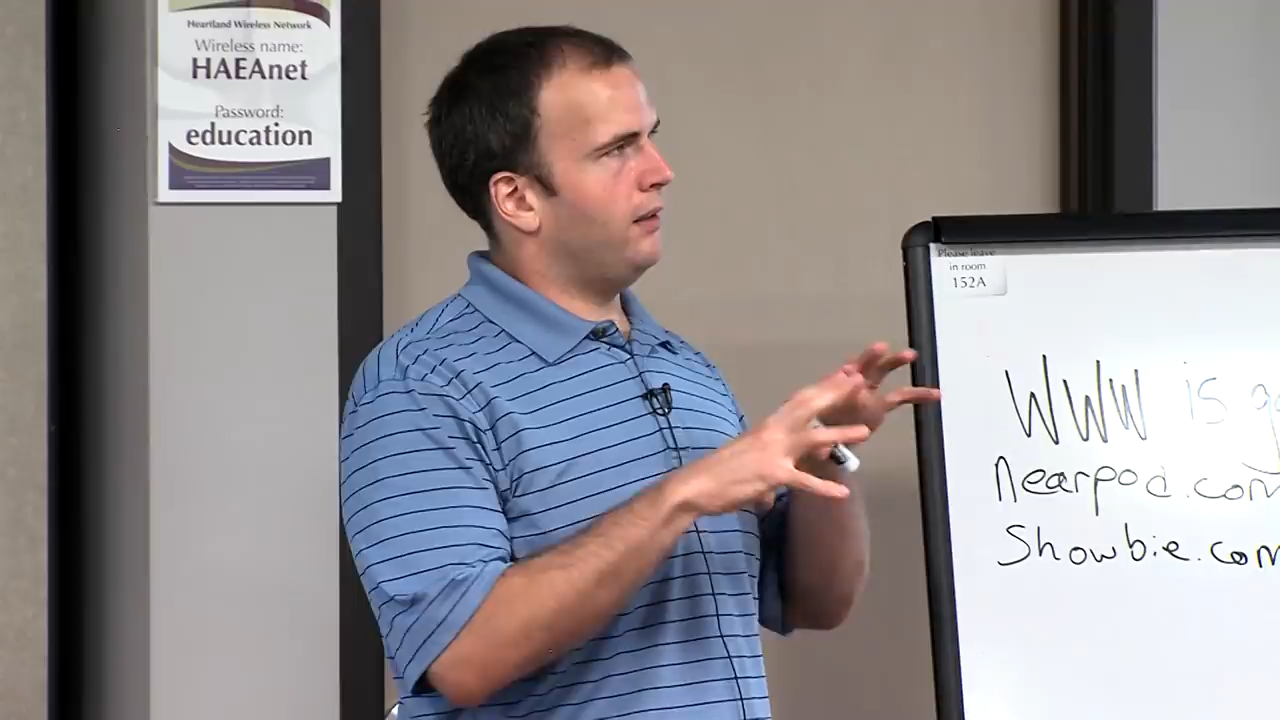 Heartland Wireless Network
Wireless name:
HAEAnet
Password:
education
Please leave
in room
152A
WWW is
nearpod.com
Showbie.com